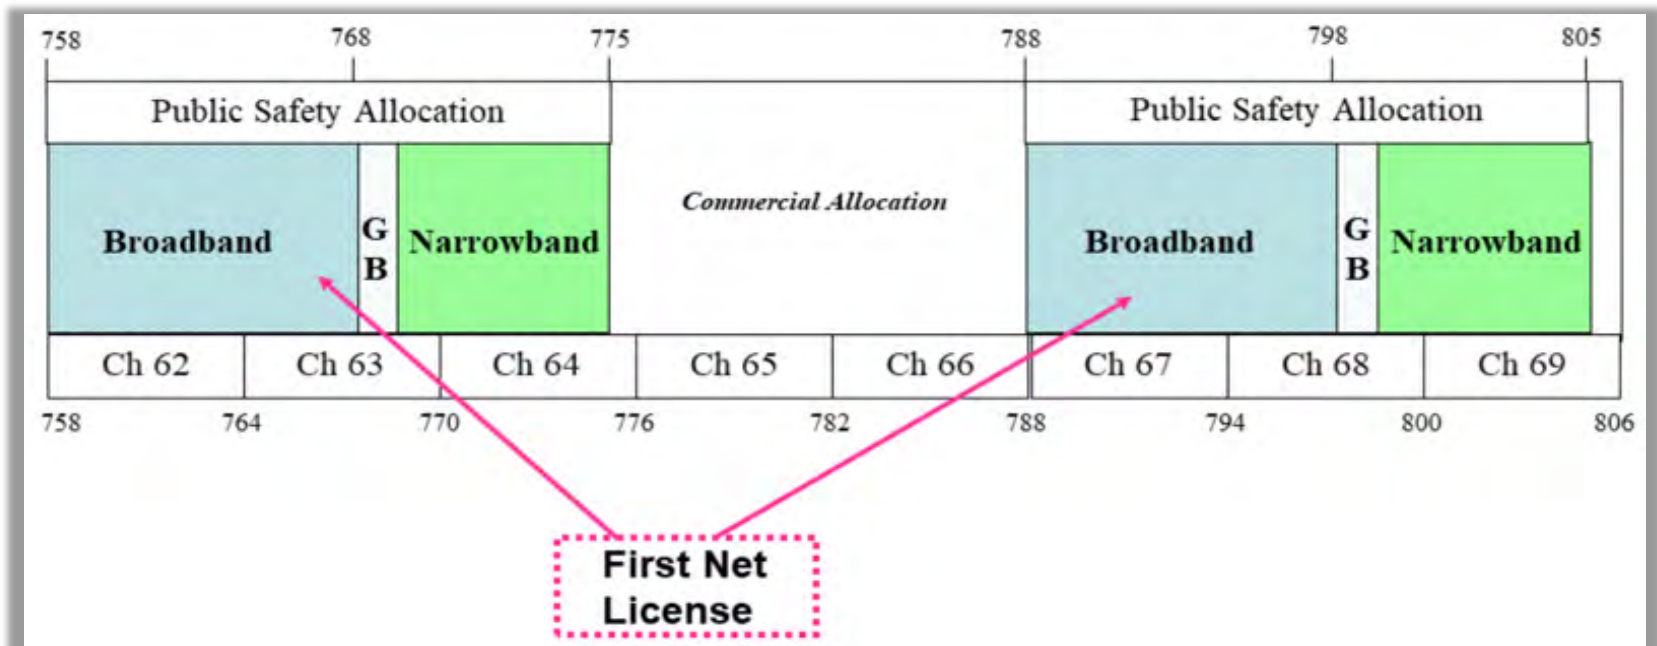 758 768 775 788 798 805
Public Safety Allocation Public Safety Allocation
Commercial Allocation
Broadband G B Narrowband Broadband G B Narrowband
Ch 62 Ch 63 Ch 64 Ch 65 Ch 66 Ch 67 Ch 68 Ch 69
758 764 770 776 782 788 794 800 806
First Net
License